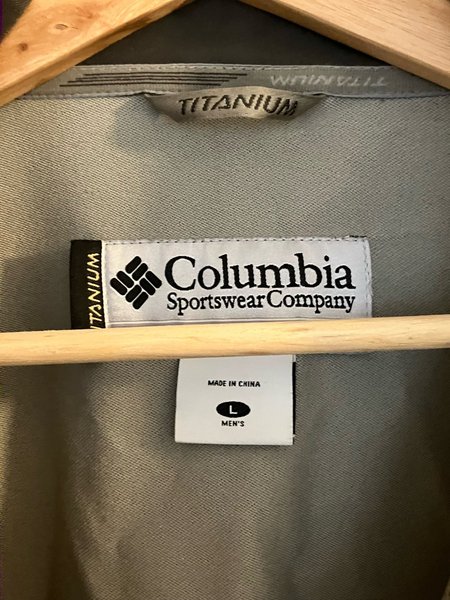 TITANIUM
TITANIUM
TITANIUM
Columbia
Sportswear Company
MADE IN CHINA
L
MEN'S